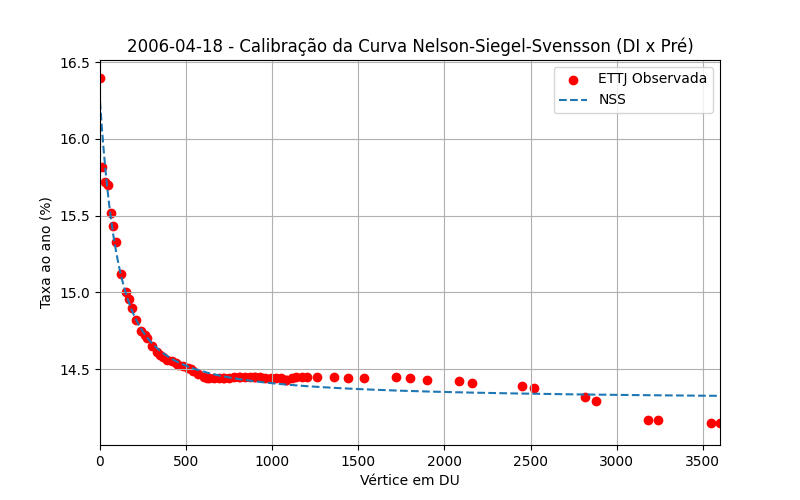 2006-04-18 - Calibração da Curva Nelson-Siegel-Svensson (DI x Pré)
16.5
16.0
15.5
15.0
14.5
Taxa ao ano (%)
ETTJ Observada
NSS
0
500
1000
1500
2000
2500
3000
3500
Vértice em DU